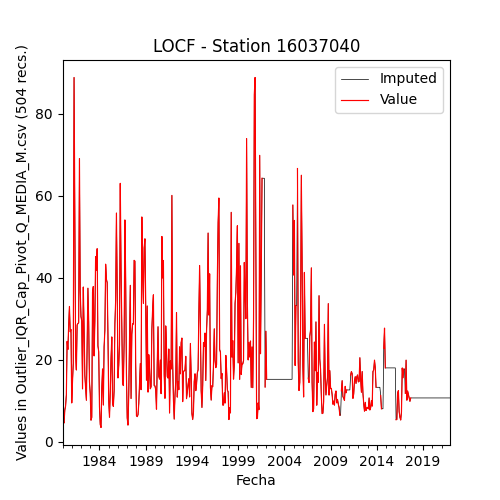 LOCF - Station 16037040
Imputed
Value
Values in Outlier_IQR_Cap_Pivot_Q_MEDIA_M.csv (504 recs.)
80
60
40
20
0
1984 1989 1994 1999 2004 2009 2014 2019
Fecha